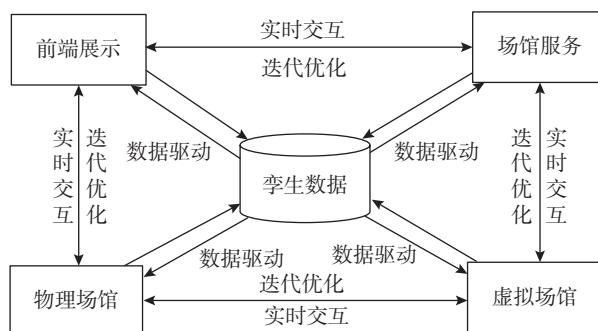 前端展示
实时交互
迭代优化
场馆服务
数据驱动
数据驱动
实时交互
迭代优化
孪生数据
迭代优化
实时交互
数据驱动
数据驱动
物理场馆
迭代优化
实时交互
虚拟场馆